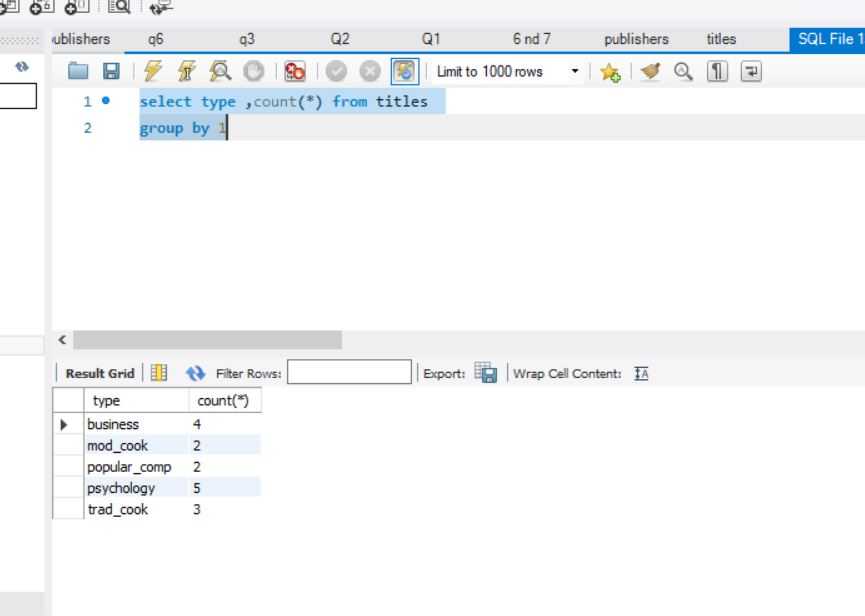 ublishers q6 q3 Q2 Q1 6 nd 7 publishers titles SQL File 1
Limit to 1000 rows
1 select type ,count(*) from titles
2 group by 1
Result Grid Filter Rows: Export: Wrap Cell Content: IA
type count(*)
business 4
mod_cook 2
popular_comp 2
psychology 5
trad_cook 3